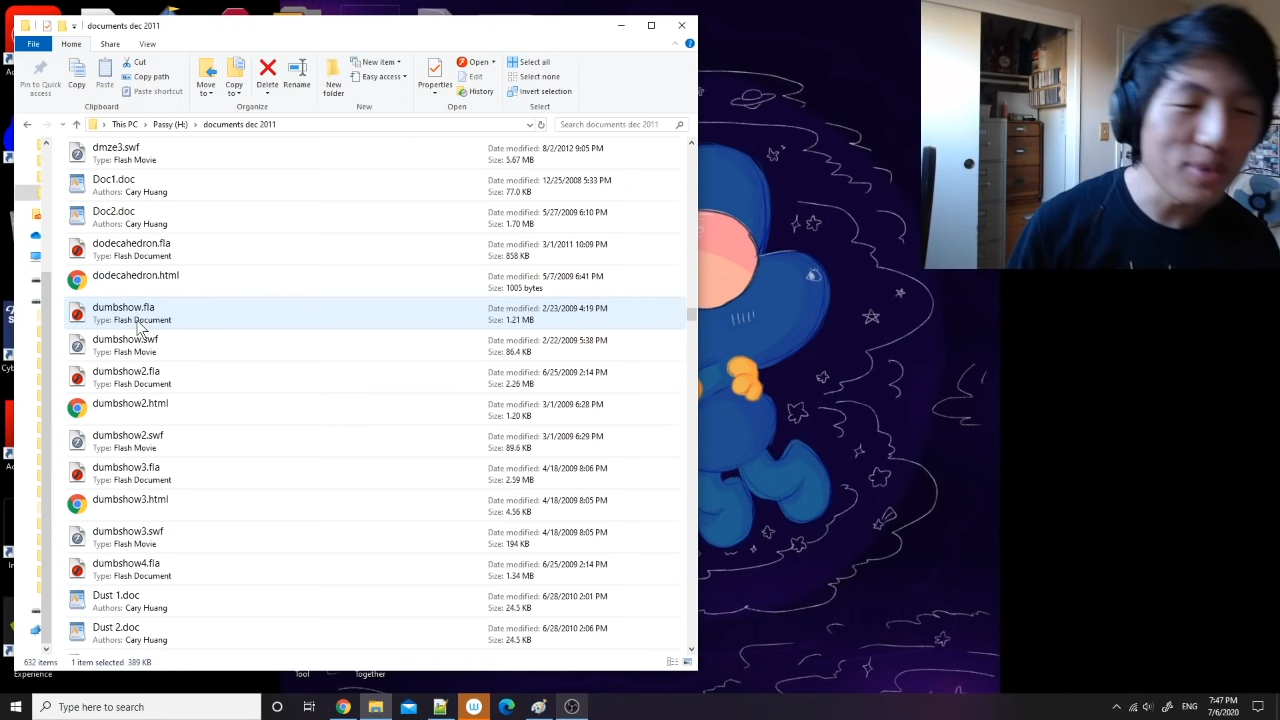 documents dec 2011
File Home Share View
Pin to Quick access
Copy
Paste
Cut
Copy path
Paste shortcut
Move to
Copy to
Delete
Rename
New folder
New item
Easy access
Properties
Open
Edit
History
Select all
Select none
Invert selection
Clipboard Organize New Open Select
This PC Passy (H:) documents dec 2011
Search documents dec 2011
dmze3.swf Date modified: 8/2/2012 9:05 PM
Type: Flash Movie Size: 5.67 MB
Doc1.doc Date modified: 12/25/2008 5:33 PM
Authors: Cary Huang Size: 77.0 KB
Doc2.doc Date modified: 5/27/2009 6:10 PM
Authors: Cary Huang Size: 1.70 MB
dodecahedron.fla Date modified: 3/1/2011 10:09 PM
Type: Flash Document Size: 858 KB
dodecahedron.html Date modified: 5/7/2009 6:41 PM
Size: 1005 bytes
dumbshow.fla Date modified: 2/23/2009 4:19 PM
Type: Flash Document Size: 1.21 MB
dumbshow.swf Date modified: 2/22/2009 5:38 PM
Type: Flash Movie Size: 86.4 KB
dumbshow2.fla Date modified: 6/25/2009 2:14 PM
Type: Flash Document Size: 2.26 MB
dumbshow2.html Date modified: 3/1/2009 6:28 PM
Size: 1.20 KB
dumbshow2.swf Date modified: 3/1/2009 6:29 PM
Type: Flash Movie Size: 89.6 KB
dumbshow3.fla Date modified: 4/18/2009 8:06 PM
Type: Flash Document Size: 2.59 MB
dumbshow3.html Date modified: 4/18/2009 8:05 PM
Size: 4.56 KB
dumbshow3.swf Date modified: 4/18/2009 8:05 PM
Type: Flash Movie Size: 194 KB
dumbshow4.fla Date modified: 6/25/2009 2:14 PM
Type: Flash Document Size: 1.34 MB
Dust 1.doc Date modified: 6/28/2010 2:01 PM
Authors: Cary Huang Size: 24.5 KB
Dust 2.doc Date modified: 6/28/2010 2:06 PM
Authors: Cary Huang Size: 24.5 KB
632 items 1 item selected 389 KB
Experience Tool Together
Type here to search
ENG
7:47 PM
7/6/2020